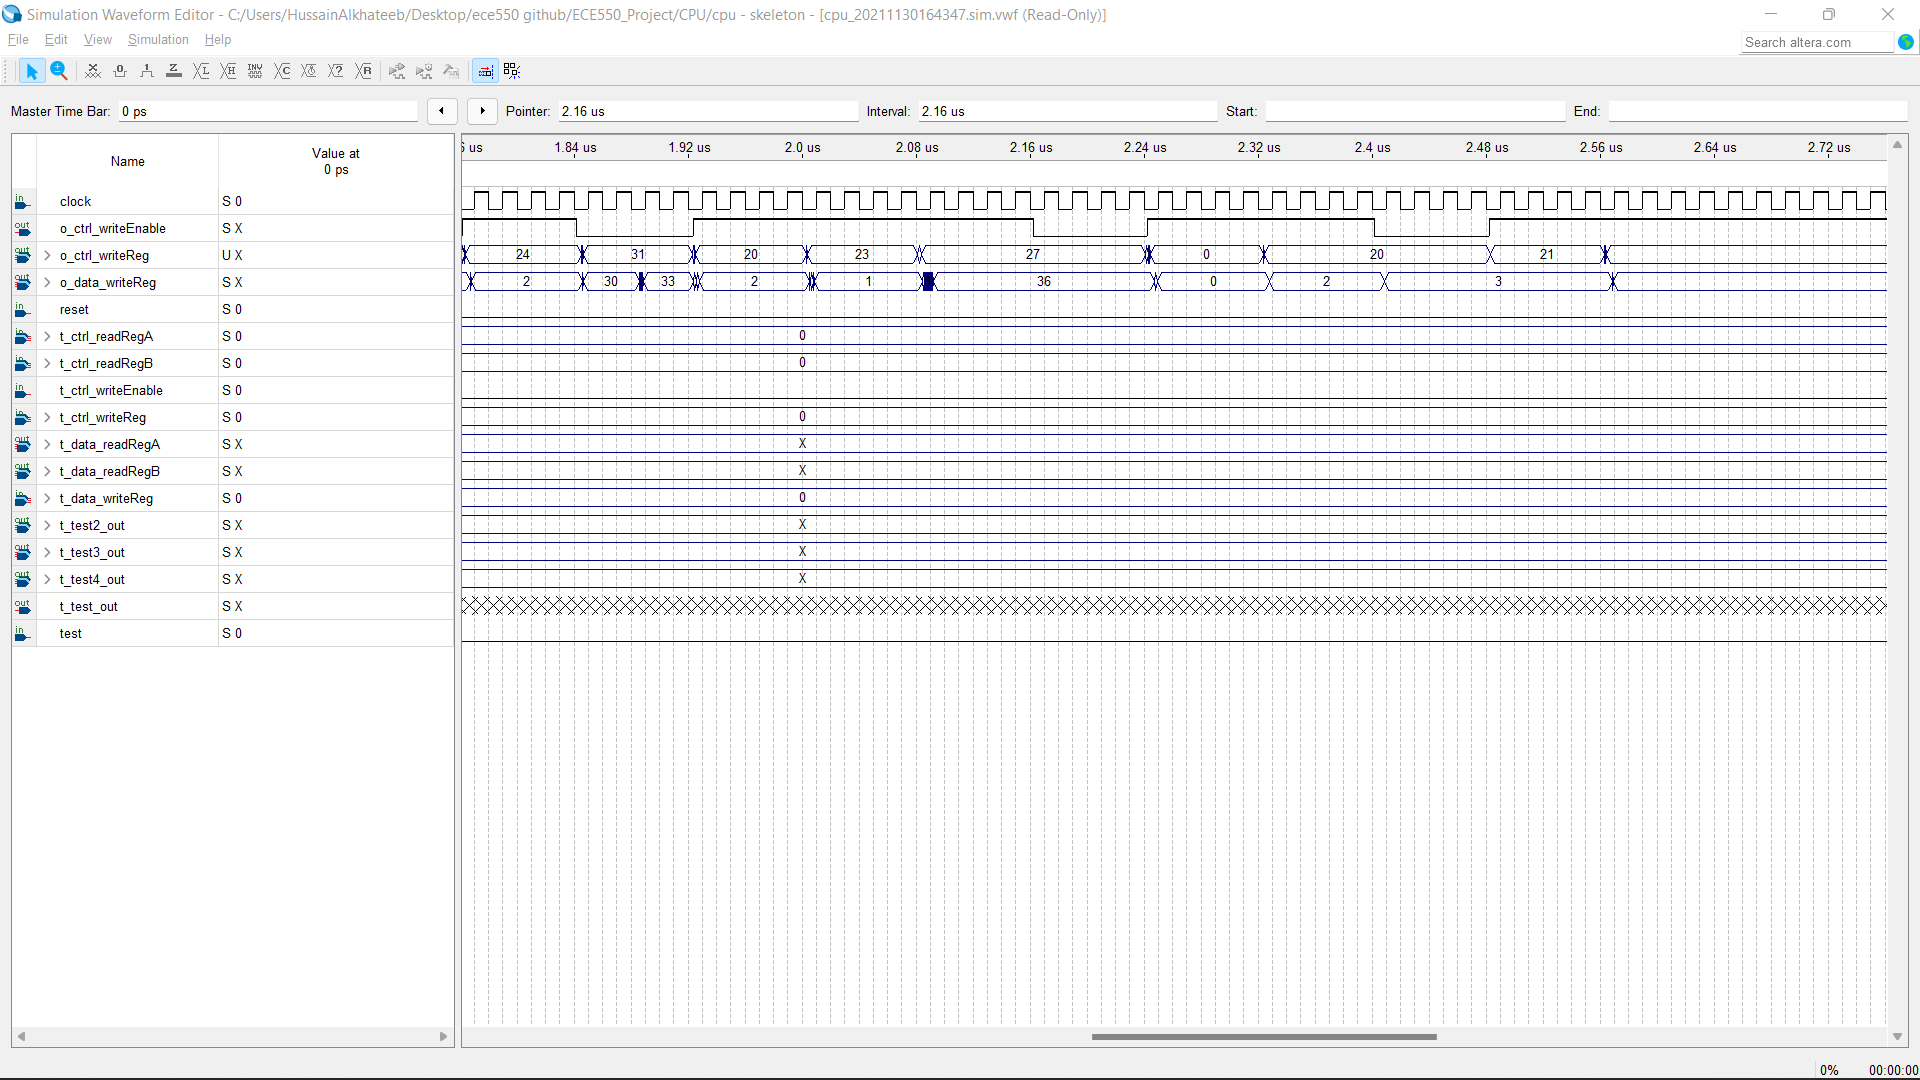 Simulation Waveform Editor - C:/Users/HussainAlkhateeb/Desktop/ece550 github/ECE550_Project/CPU/cpu - skeleton - [cpu_20211130164347.sim.vwf (Read-Only)]
File Edit View Simulation Help
Search altera.com
Master Time Bar: 0 ps Pointer: 2.16 us Interval: 2.16 us Start: End:
Name Value at 0 ps
us 1.84 us 1.92 us 2.0 us 2.08 us 2.16 us 2.24 us 2.32 us 2.4 us 2.48 us 2.56 us 2.64 us 2.72 us
in clock S 0
out o_ctrl_writeEnable S X
out o_ctrl_writeReg U X 24 31 20 23 27 0 20 21
out o_data_writeReg S X 2 30 33 2 1 36 0 2 3
in reset S 0
in t_ctrl_readRegA S 0 0
in t_ctrl_readRegB S 0 0
in t_ctrl_writeEnable S 0
in t_ctrl_writeReg S 0 0
out t_data_readRegA S X X
out t_data_readRegB S X X
in t_data_writeReg S 0 0
out t_test2_out S X X
out t_test3_out S X X
out t_test4_out S X X
out t_test_out S X
in test S 0
0% 00:00:00